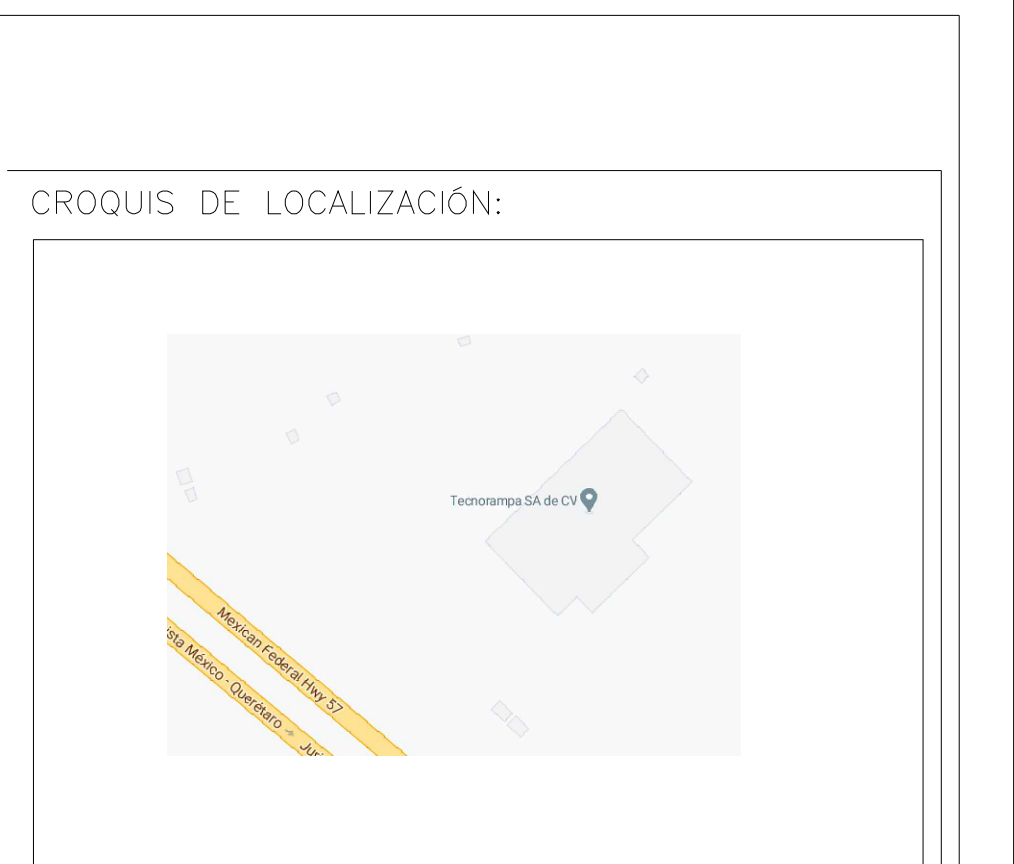 CROQUIS DE LOCALIZACIÓN:
Tecnorampa SA de CV
Mexican Federal Hwy 57
ista México - Querétaro